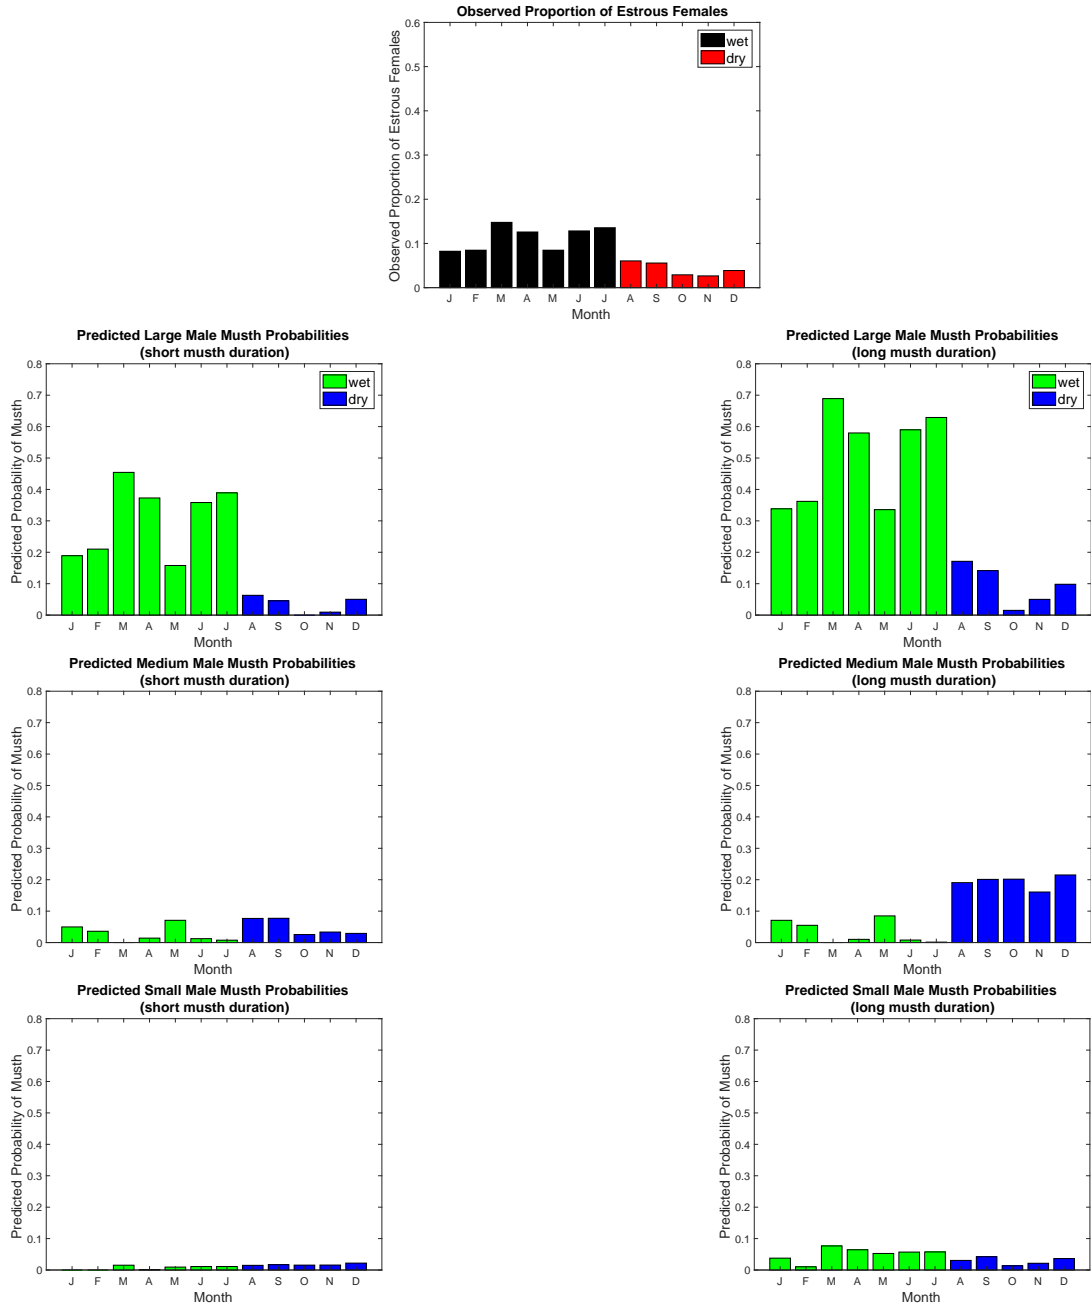 Observed Proportion of Estrous Females
Observed Proportion of Estrous Females
0.6
0.5
0.4
0.3
0.2
0.1
0
wet
dry
J F M A M J J A S O N D
Month
Predicted Large Male Musth Probabilities
(short musth duration)
Predicted Probability of Musth
0.8
0.7
0.6
0.5
0.4
0.3
0.2
0.1
0
wet
dry
J F M A M J J A S O N D
Month
Predicted Large Male Musth Probabilities
(long musth duration)
Predicted Probability of Musth
0.8
0.7
0.6
0.5
0.4
0.3
0.2
0.1
0
wet
dry
J F M A M J J A S O N D
Month
Predicted Medium Male Musth Probabilities
(short musth duration)
Predicted Probability of Musth
0.8
0.7
0.6
0.5
0.4
0.3
0.2
0.1
0
J F M A M J J A S O N D
Month
Predicted Medium Male Musth Probabilities
(long musth duration)
Predicted Probability of Musth
0.8
0.7
0.6
0.5
0.4
0.3
0.2
0.1
0
J F M A M J J A S O N D
Month
Predicted Small Male Musth Probabilities
(short musth duration)
Predicted Probability of Musth
0.8
0.7
0.6
0.5
0.4
0.3
0.2
0.1
0
J F M A M J J A S O N D
Month
Predicted Small Male Musth Probabilities
(long musth duration)
Predicted Probability of Musth
0.8
0.7
0.6
0.5
0.4
0.3
0.2
0.1
0
J F M A M J J A S O N D
Month